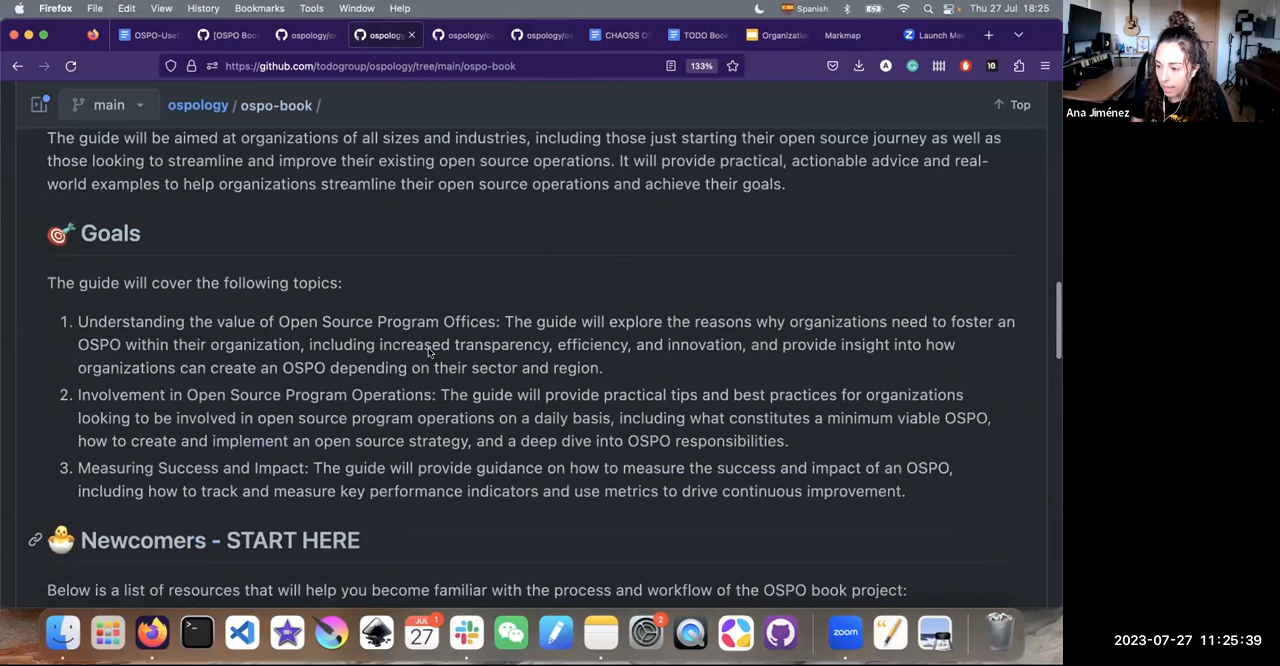 Firefox File Edit View History Bookmarks Tools Window Help Spanish Thu 27 Jul 18:25
OSPO-Use [OSPO Boo ospology/os ospology ospology/os ospology/os CHAOSS O TODO Book Organizatio Markmap Launch Me
https://github.com/todogroup/ospology/tree/main/ospo-book 133% A 10
main ospology / ospo-book / Top
The guide will be aimed at organizations of all sizes and industries, including those just starting their open source journey as well as
those looking to streamline and improve their existing open source operations. It will provide practical, actionable advice and real-
world examples to help organizations streamline their open source operations and achieve their goals.
Goals
The guide will cover the following topics:
1. Understanding the value of Open Source Program Offices: The guide will explore the reasons why organizations need to foster an
OSPO within their organization, including increased transparency, efficiency, and innovation, and provide insight into how
organizations can create an OSPO depending on their sector and region.
2. Involvement in Open Source Program Operations: The guide will provide practical tips and best practices for organizations
looking to be involved in open source program operations on a daily basis, including what constitutes a minimum viable OSPO,
how to create and implement an open source strategy, and a deep dive into OSPO responsibilities.
3. Measuring Success and Impact: The guide will provide guidance on how to measure the success and impact of an OSPO,
including how to track and measure key performance indicators and use metrics to drive continuous improvement.
Newcomers - START HERE
Below is a list of resources that will help you become familiar with the process and workflow of the OSPO book project:
JUL 1
27
2
zoom
Ana Jiménez
2023-07-27 11:25:39